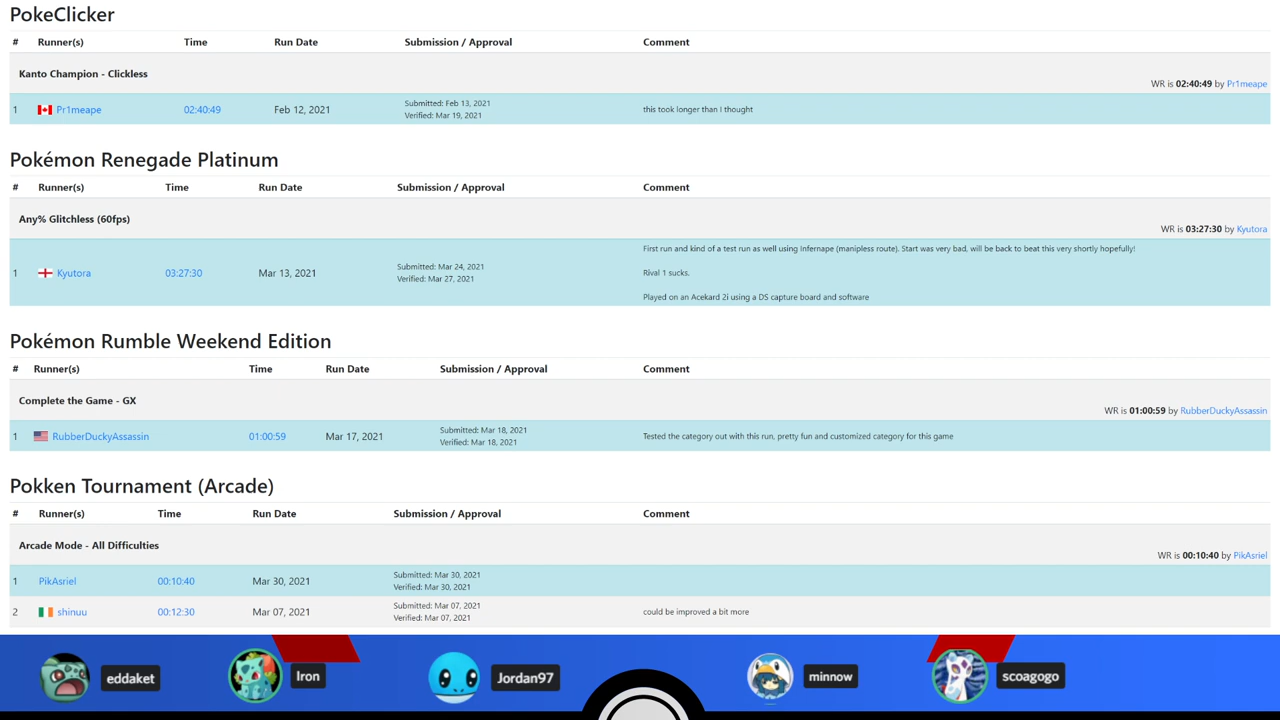 PokeClicker
# Runner(s) Time Run Date Submission / Approval Comment
Kanto Champion - Clickless
WR is 02:40:49 by Pr1meape
1 Pr1meape 02:40:49 Feb 12, 2021 Submitted: Feb 13, 2021 this took longer than I thought
Verified: Mar 19, 2021
Pokémon Renegade Platinum
# Runner(s) Time Run Date Submission / Approval Comment
Any% Glitchless (60fps)
WR is 03:27:30 by Kyutora
First run and kind of a test run as well using Infernape (manipless route). Start was very bad, will be back to beat this very shortly hopefully!
1 Kyutora 03:27:30 Mar 13, 2021 Submitted: Mar 24, 2021 Rival 1 sucks.
Verified: Mar 27, 2021
Played on an Acekard 2i using a DS capture board and software
Pokémon Rumble Weekend Edition
# Runner(s) Time Run Date Submission / Approval Comment
Complete the Game - GX
WR is 01:00:59 by RubberDuckyAssassin
1 RubberDuckyAssassin 01:00:59 Mar 17, 2021 Submitted: Mar 18, 2021 Tested the category out with this run, pretty fun and customized category for this game
Verified: Mar 18, 2021
Pokken Tournament (Arcade)
# Runner(s) Time Run Date Submission / Approval Comment
Arcade Mode - All Difficulties
WR is 00:10:40 by PikAsriel
1 PikAsriel 00:10:40 Mar 30, 2021 Submitted: Mar 30, 2021
Verified: Mar 30, 2021
2 shinuu 00:12:30 Mar 07, 2021 Submitted: Mar 07, 2021 could be improved a bit more
Verified: Mar 07, 2021
eddaket Iron Jordan97 minnow scoagogo